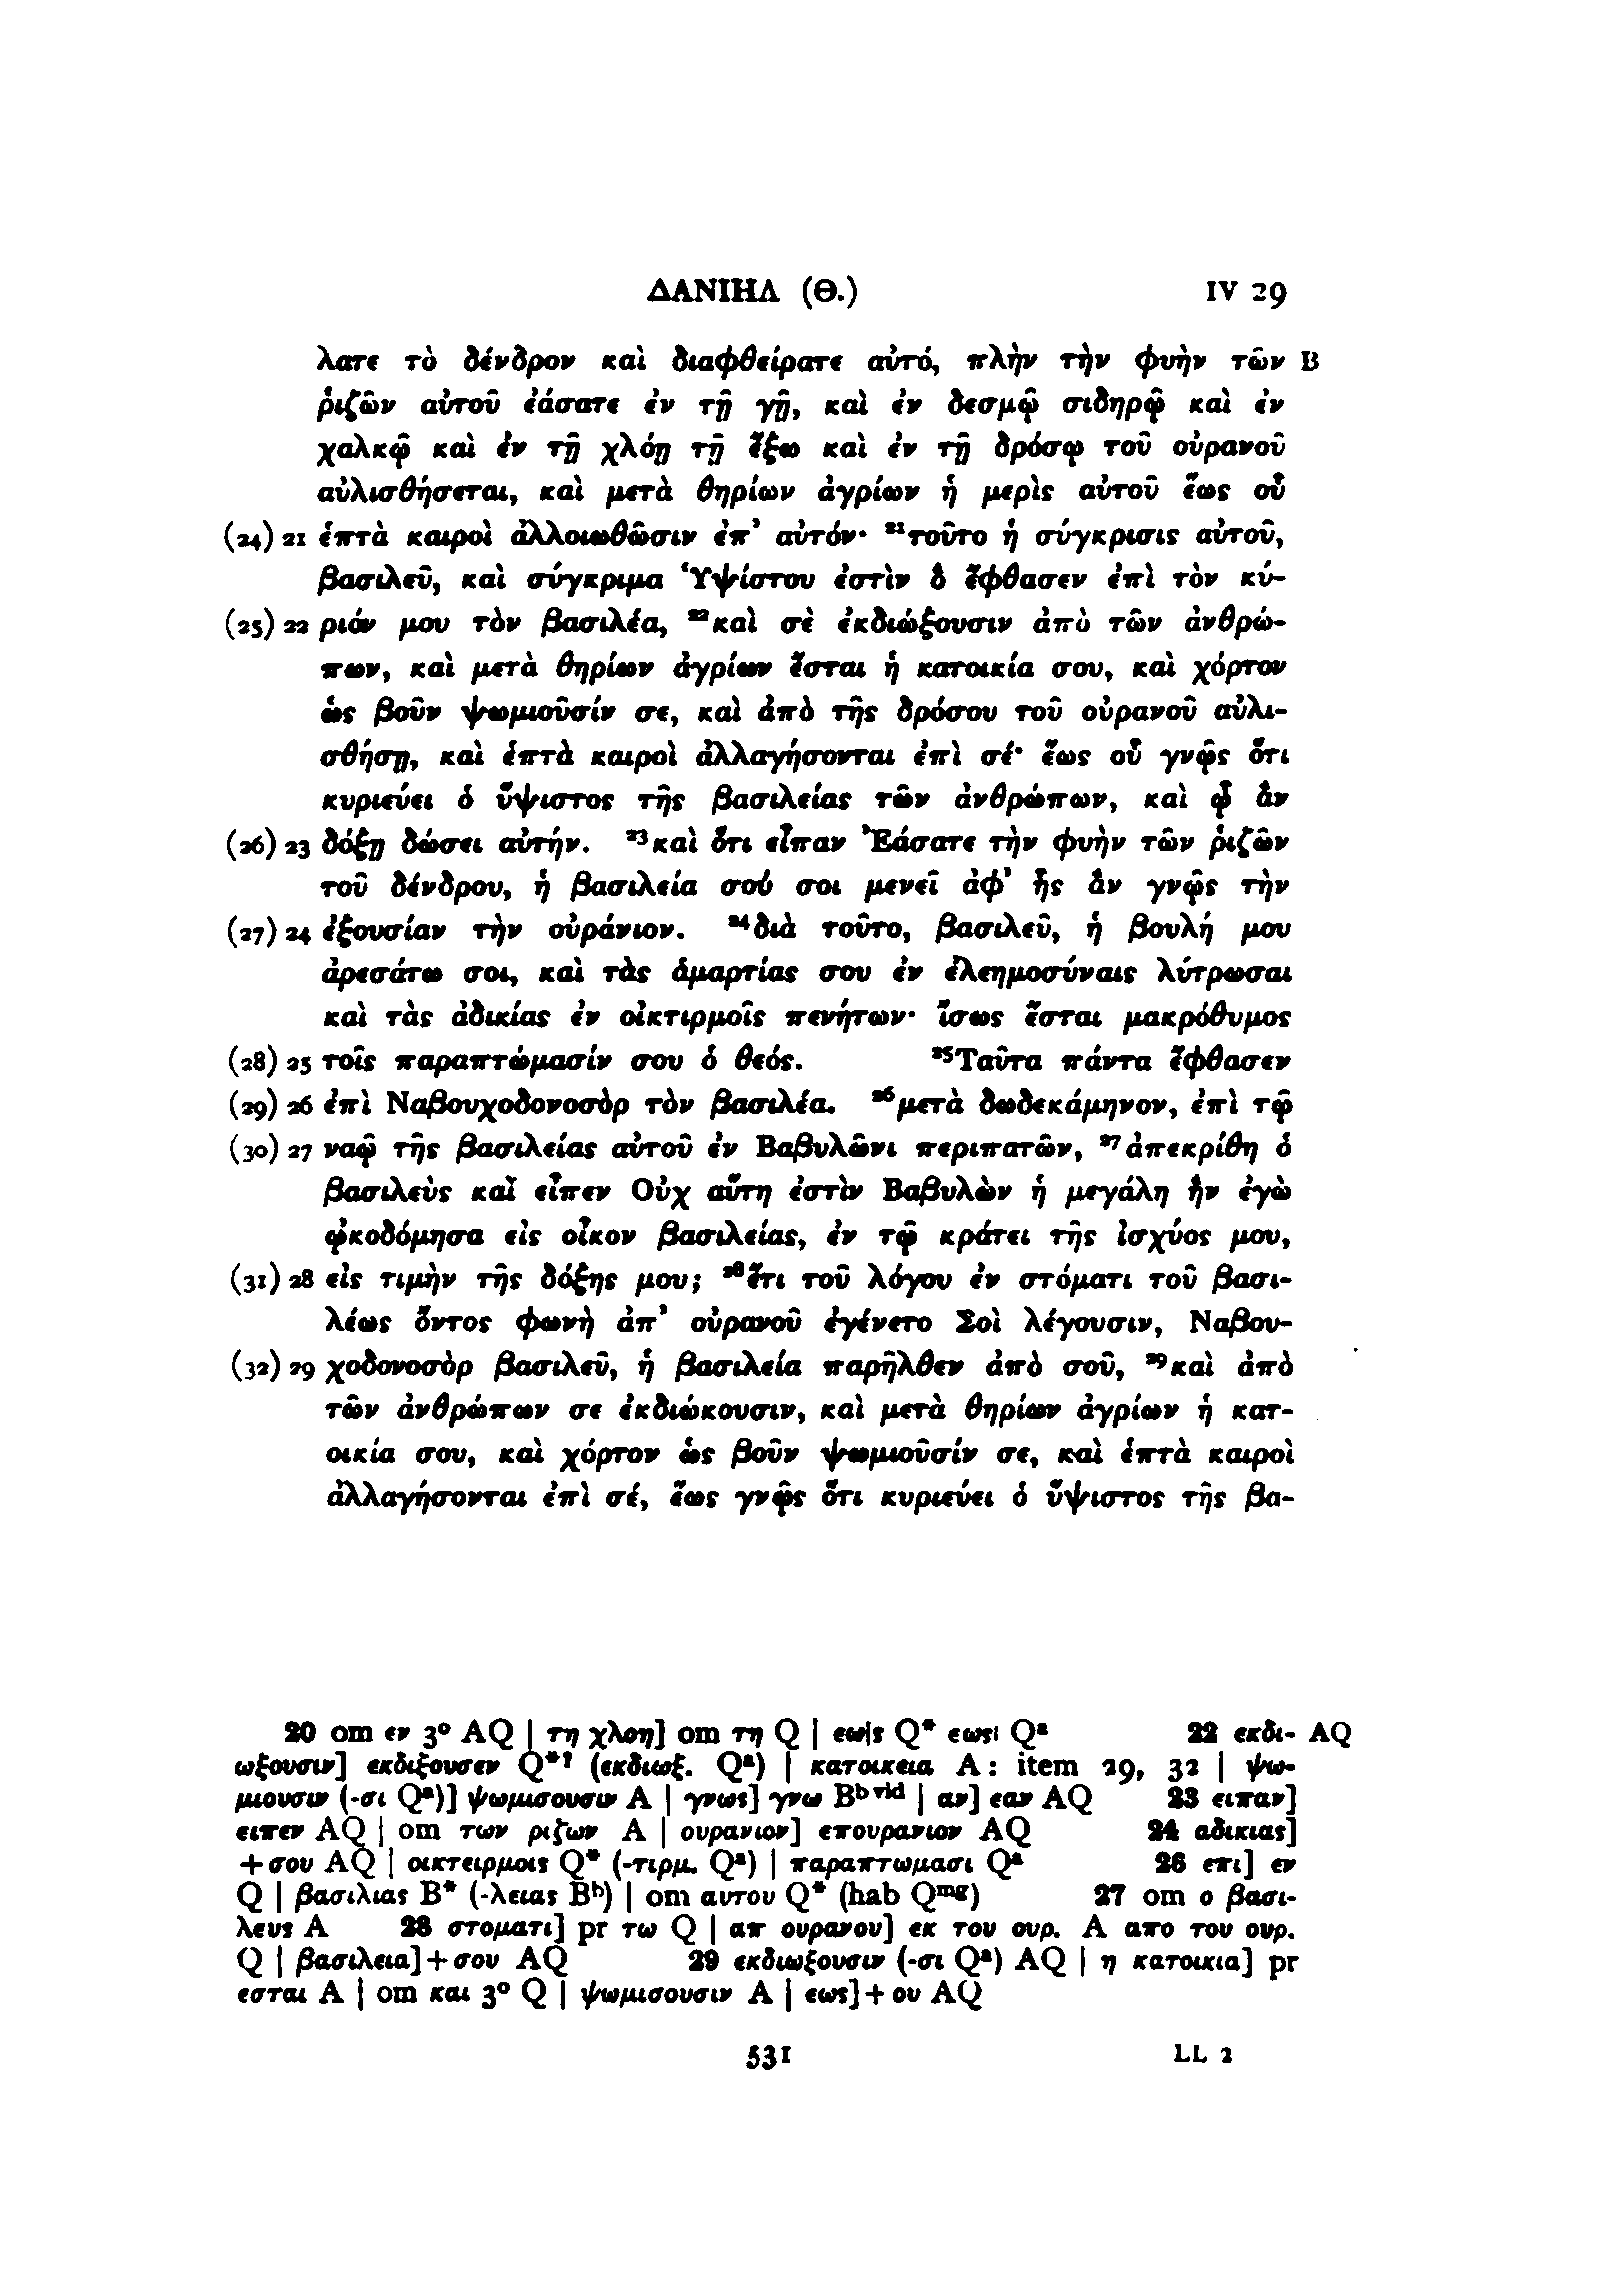 ΔΑΝΙΗΛ (Θ.) IV 29
λατε τὸ δένδρον καὶ διαφθείρατε αὐτό, πλὴν τὴν φυὴν τῶν B
ῥιζῶν αὐτοῦ ἐάσατε ἐν τῇ γῇ, καὶ ἐν δεσμῷ σιδηρῷ καὶ ἐν
χαλκῷ καὶ ἐν τῇ χλόῃ τῇ ἔξω καὶ ἐν τῇ δρόσῳ τοῦ οὐρανοῦ
αὐλισθήσεται, καὶ μετὰ θηρίων ἀγρίων ἡ μερὶς αὐτοῦ ἕως οὗ
(24) 21 ἑπτὰ καιροὶ ἀλλοιωθῶσιν ἐπ’ αὐτόν· ²¹τοῦτο ἡ σύγκρισις αὐτοῦ,
βασιλεῦ, καὶ σύγκριμα Ὑψίστου ἐστὶν ὃ ἔφθασεν ἐπὶ τὸν κύ-
(25) 22 ριόν μου τὸν βασιλέα, ²²καὶ σὲ ἐκδιώξουσιν ἀπὸ τῶν ἀνθρώ-
πων, καὶ μετὰ θηρίων ἀγρίων ἔσται ἡ κατοικία σου, καὶ χόρτον
ὡς βοῦν ψωμιοῦσίν σε, καὶ ἀπὸ τῆς δρόσου τοῦ οὐρανοῦ αὐλι-
σθήσῃ, καὶ ἑπτὰ καιροὶ ἀλλαγήσονται ἐπὶ σέ· ἕως οὗ γνῷς ὅτι
κυριεύει ὁ ὕψιστος τῆς βασιλείας τῶν ἀνθρώπων, καὶ ᾧ ἂν
(26) 23 δόξῃ δώσει αὐτήν. ²³καὶ ὅτι εἶπαν Ἐάσατε τὴν φυὴν τῶν ῥιζῶν
τοῦ δένδρου, ἡ βασιλεία σού σοι μενεῖ ἀφ’ ἧς ἂν γνῷς τὴν
(27) 24 ἐξουσίαν τὴν οὐράνιον. ²⁴διὰ τοῦτο, βασιλεῦ, ἡ βουλή μου
ἀρεσάτω σοι, καὶ τὰς ἁμαρτίας σου ἐν ἐλεημοσύναις λύτρωσαι
καὶ τὰς ἀδικίας ἐν οἰκτιρμοῖς πενήτων· ἴσως ἔσται μακρόθυμος
(28) 25 τοῖς παραπτώμασίν σου ὁ θεός. ²⁵Ταῦτα πάντα ἔφθασεν
(29) 26 ἐπὶ Ναβουχοδονοσὸρ τὸν βασιλέα. ²⁶μετὰ δωδεκάμηνον, ἐπὶ τῷ
(30) 27 ναῷ τῆς βασιλείας αὐτοῦ ἐν Βαβυλῶνι περιπατῶν, ²⁷ἀπεκρίθη ὁ
βασιλεὺς καὶ εἶπεν Οὐχ αὕτη ἐστὶν Βαβυλὼν ἡ μεγάλη ἣν ἐγὼ
ᾠκοδόμησα εἰς οἶκον βασιλείας, ἐν τῷ κράτει τῆς ἰσχύος μου,
(31) 28 εἰς τιμὴν τῆς δόξης μου; ²⁸ἔτι τοῦ λόγου ἐν στόματι τοῦ βασι-
λέως ὄντος φωνὴ ἀπ’ οὐρανοῦ ἐγένετο Σοὶ λέγουσιν, Ναβου-
(32) 29 χοδονοσὸρ βασιλεῦ, ἡ βασιλεία παρῆλθεν ἀπὸ σοῦ, ²⁹καὶ ἀπὸ
τῶν ἀνθρώπων σε ἐκδιώκουσιν, καὶ μετὰ θηρίων ἀγρίων ἡ κατ-
οικία σου, καὶ χόρτον ὡς βοῦν ψωμιοῦσίν σε, καὶ ἑπτὰ καιροὶ
ἀλλαγήσονται ἐπὶ σέ, ἕως γνῷς ὅτι κυριεύει ὁ ὕψιστος τῆς βα-
20 om εν 3º AQ | τη χλοη] om τη Q | εω|ς Q* εως| Qᵃ 22 εκδι- AQ
ωξουσιν] εκδιξουσεν Q*? (εκδιωξ. Qᵃ) | κατοικεια A: item 29, 32 | ψω-
μιουσιν (-σι Qᵃ)] ψωμισουσιν A | γνως] γνω Bᵇ ᵛⁱᵈ | αν] εαν AQ 23 ειπαν]
ειπεν AQ | om των ριζων A | ουρανιον] επουρανιον AQ 24 αδικιας]
+σου AQ | οικτειρμοις Q* (-τιρμ. Qᵃ) | παραπτωμασι Qᵃ 26 επι] εν
Q | βασιλιας B* (-λειας Bᵇ) | om αυτου Q* (hab Qᵐᵍ) 27 om ο βασι-
λευς A 28 στοματι] pr τω Q | απ ουρανου] εκ του ουρ. A απο του ουρ.
Q | βασιλεια]+σου AQ 29 εκδιωξουσιν (-σι Qᵃ) AQ | η κατοικια] pr
εσται A | om και 3º Q | ψωμισουσιν A | εως]+ου AQ
531 LL 2